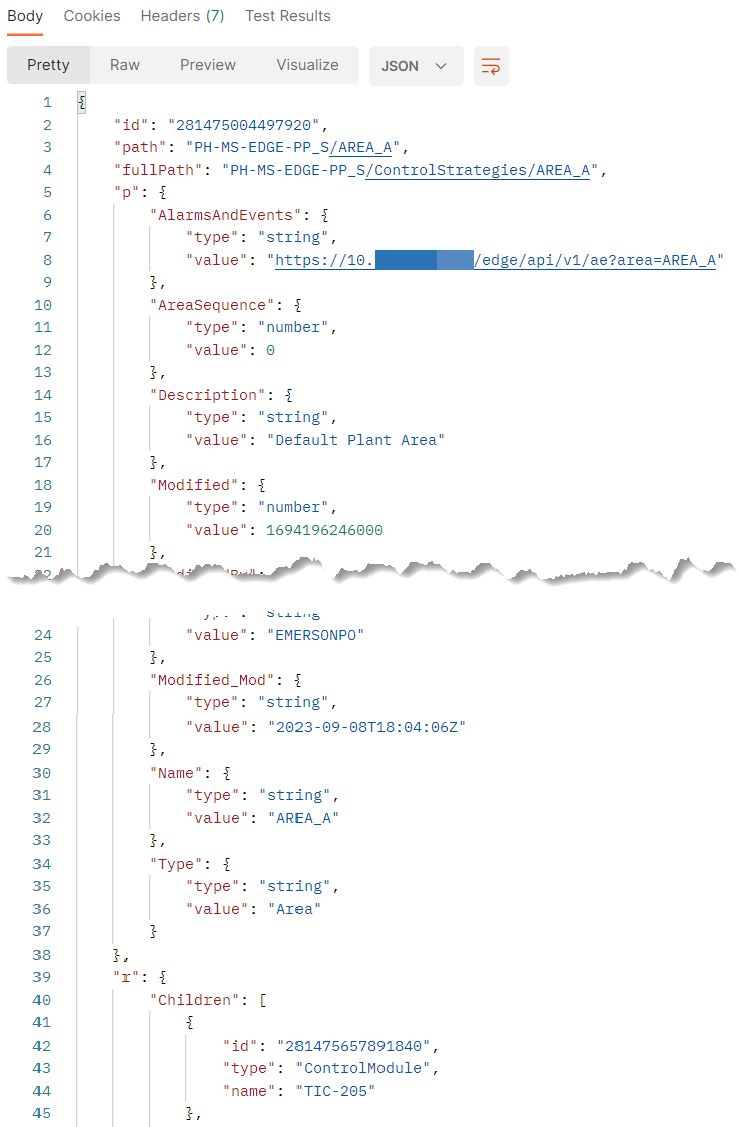 Body Cookies Headers (7) Test Results
Pretty Raw Preview Visualize JSON
1 {
2 "id": "281475004497920",
3 "path": "PH-MS-EDGE-PP_S/AREA_A",
4 "fullPath": "PH-MS-EDGE-PP_S/ControlStrategies/AREA_A",
5 "p": {
6 "AlarmsAndEvents": {
7 "type": "string",
8 "value": "https://10. /edge/api/v1/ae?area=AREA_A"
9 },
10 "AreaSequence": {
11 "type": "number",
12 "value": 0
13 },
14 "Description": {
15 "type": "string",
16 "value": "Default Plant Area"
17 },
18 "Modified": {
19 "type": "number",
20 "value": 1694196246000
21 },
22
24 "value": "EMERSONPO"
25 },
26 "Modified_Mod": {
27 "type": "string",
28 "value": "2023-09-08T18:04:06Z"
29 },
30 "Name": {
31 "type": "string",
32 "value": "AREA_A"
33 },
34 "Type": {
35 "type": "string",
36 "value": "Area"
37 }
38 },
39 "r": {
40 "Children": [
41 {
42 "id": "281475657891840",
43 "type": "ControlModule",
44 "name": "TIC-205"
45 },